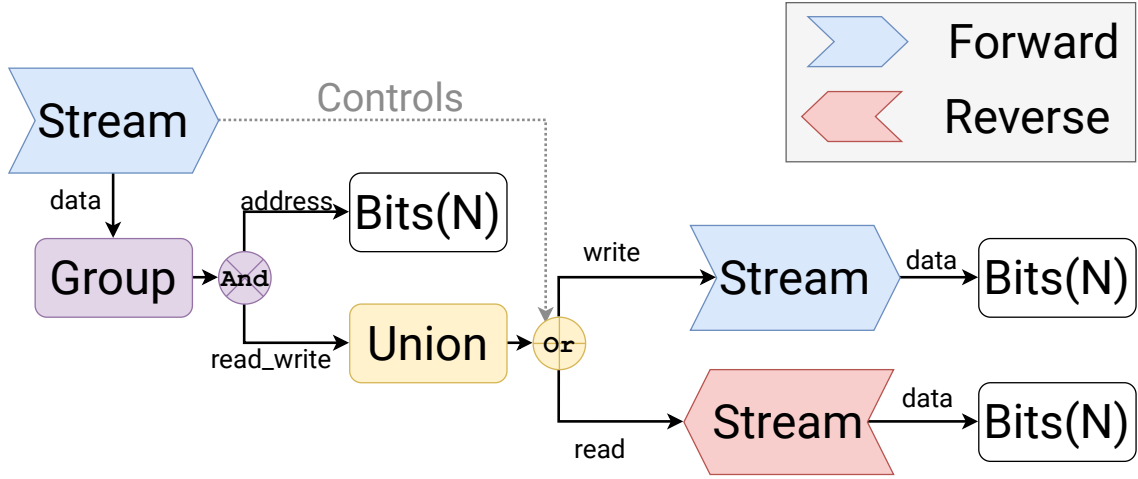 Forward
Reverse
Controls
Stream
data
address
Bits(N)
Group
And
write
Stream
data
Bits(N)
read_write
Union
Or
read
Stream
data
Bits(N)